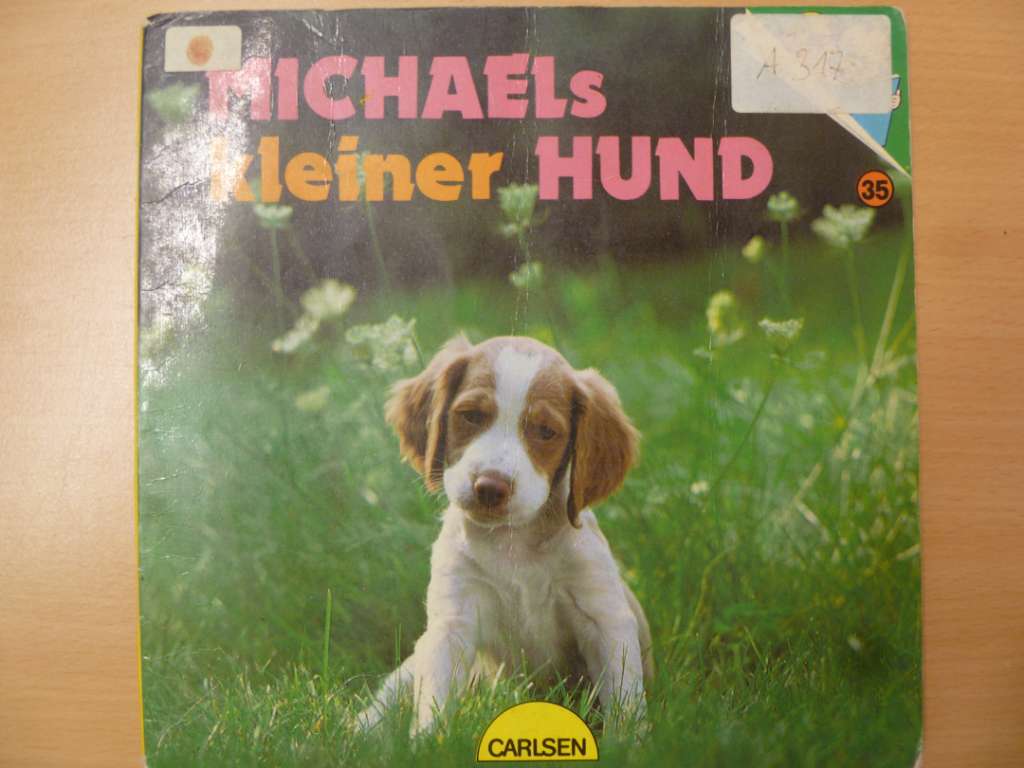 A 317
MICHAELs
kleiner HUND
35
CARLSEN